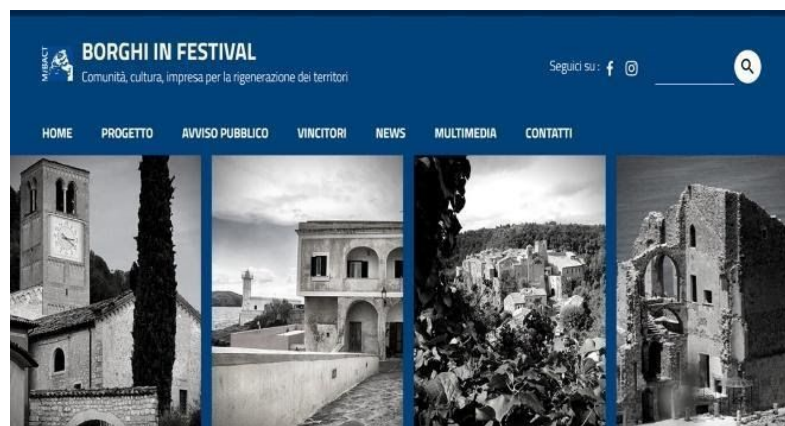 MiBACT
BORGHI IN FESTIVAL
Comunità, cultura, impresa per la rigenerazione dei territori
Seguici su :
HOME PROGETTO AVVISO PUBBLICO VINCITORI NEWS MULTIMEDIA CONTATTI